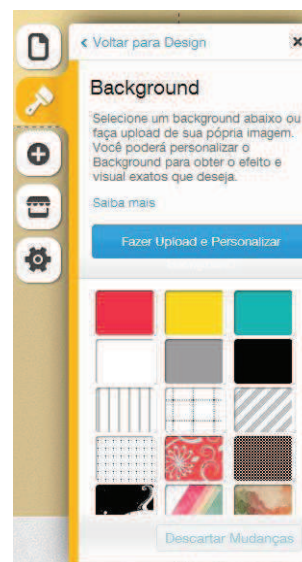 Voltar para Design
Background
Selecione um background abaixo ou
faça upload de sua pópria imagem.
Você poderá personalizar o
Background para obter o efeito e
visual exatos que deseja.
Saiba mais
Fazer Upload e Personalizar
Descartar Mudanças